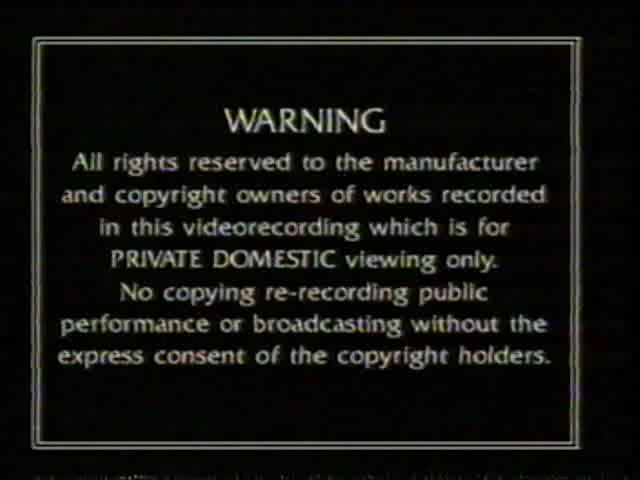 WARNING
All rights reserved to the manufacturer
and copyright owners of works recorded
in this videorecording which is for
PRIVATE DOMESTIC viewing only.
No copying re-recording public
performance or broadcasting without the
express consent of the copyright holders.